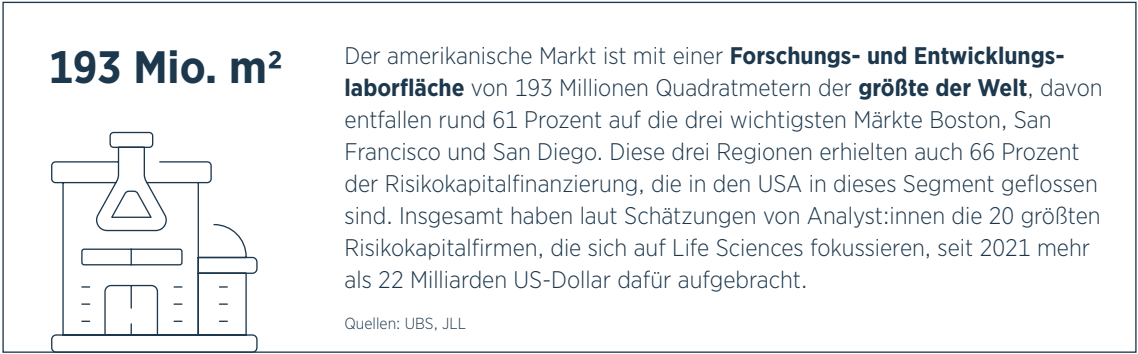 193 Mio. m²
Der amerikanische Markt ist mit einer Forschungs- und Entwicklungs-
laborfläche von 193 Millionen Quadratmetern der größte der Welt, davon
entfallen rund 61 Prozent auf die drei wichtigsten Märkte Boston, San
Francisco und San Diego. Diese drei Regionen erhielten auch 66 Prozent
der Risikokapitalfinanzierung, die in den USA in dieses Segment geflossen
sind. Insgesamt haben laut Schätzungen von Analyst:innen die 20 größten
Risikokapitalfirmen, die sich auf Life Sciences fokussieren, seit 2021 mehr
als 22 Milliarden US-Dollar dafür aufgebracht.
Quellen: UBS, JLL